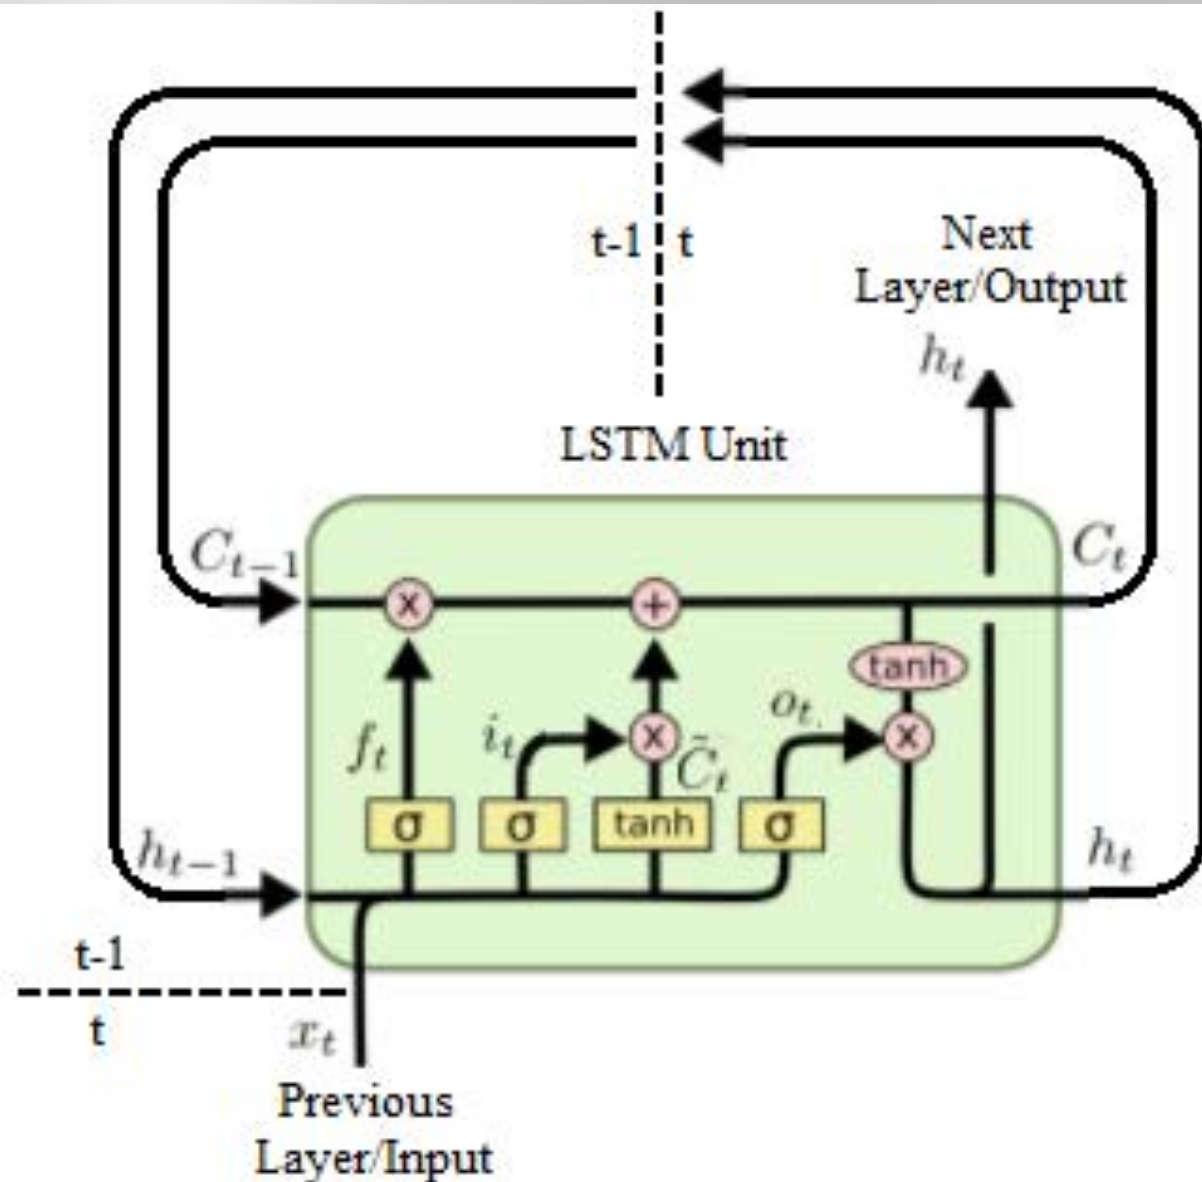 t-1 t
Next
Layer/Output
h_t
LSTM Unit
C_{t-1}
C_t
x
+
tanh
f_t
i_t
x
C̃_t
o_t
x
σ
σ
tanh
σ
h_{t-1}
h_t
t-1
t
x_t
Previous
Layer/Input